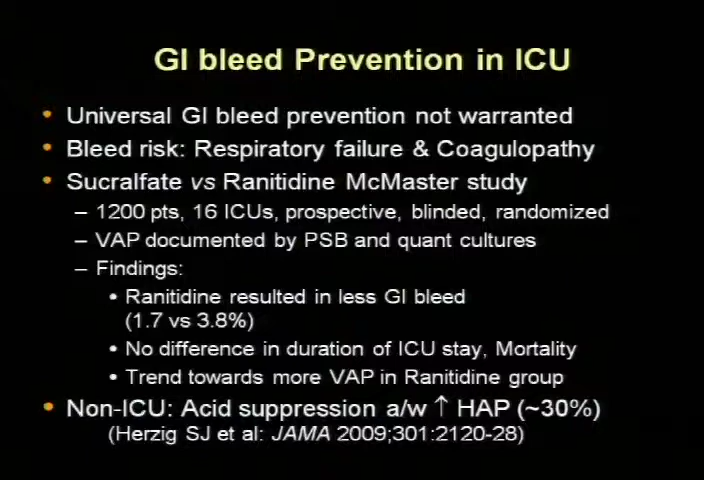 GI bleed Prevention in ICU
• Universal GI bleed prevention not warranted
• Bleed risk: Respiratory failure & Coagulopathy
• Sucralfate vs Ranitidine McMaster study
– 1200 pts, 16 ICUs, prospective, blinded, randomized
– VAP documented by PSB and quant cultures
– Findings:
• Ranitidine resulted in less GI bleed
(1.7 vs 3.8%)
• No difference in duration of ICU stay, Mortality
• Trend towards more VAP in Ranitidine group
• Non-ICU: Acid suppression a/w ↑ HAP (~30%)
(Herzig SJ et al: JAMA 2009;301:2120-28)